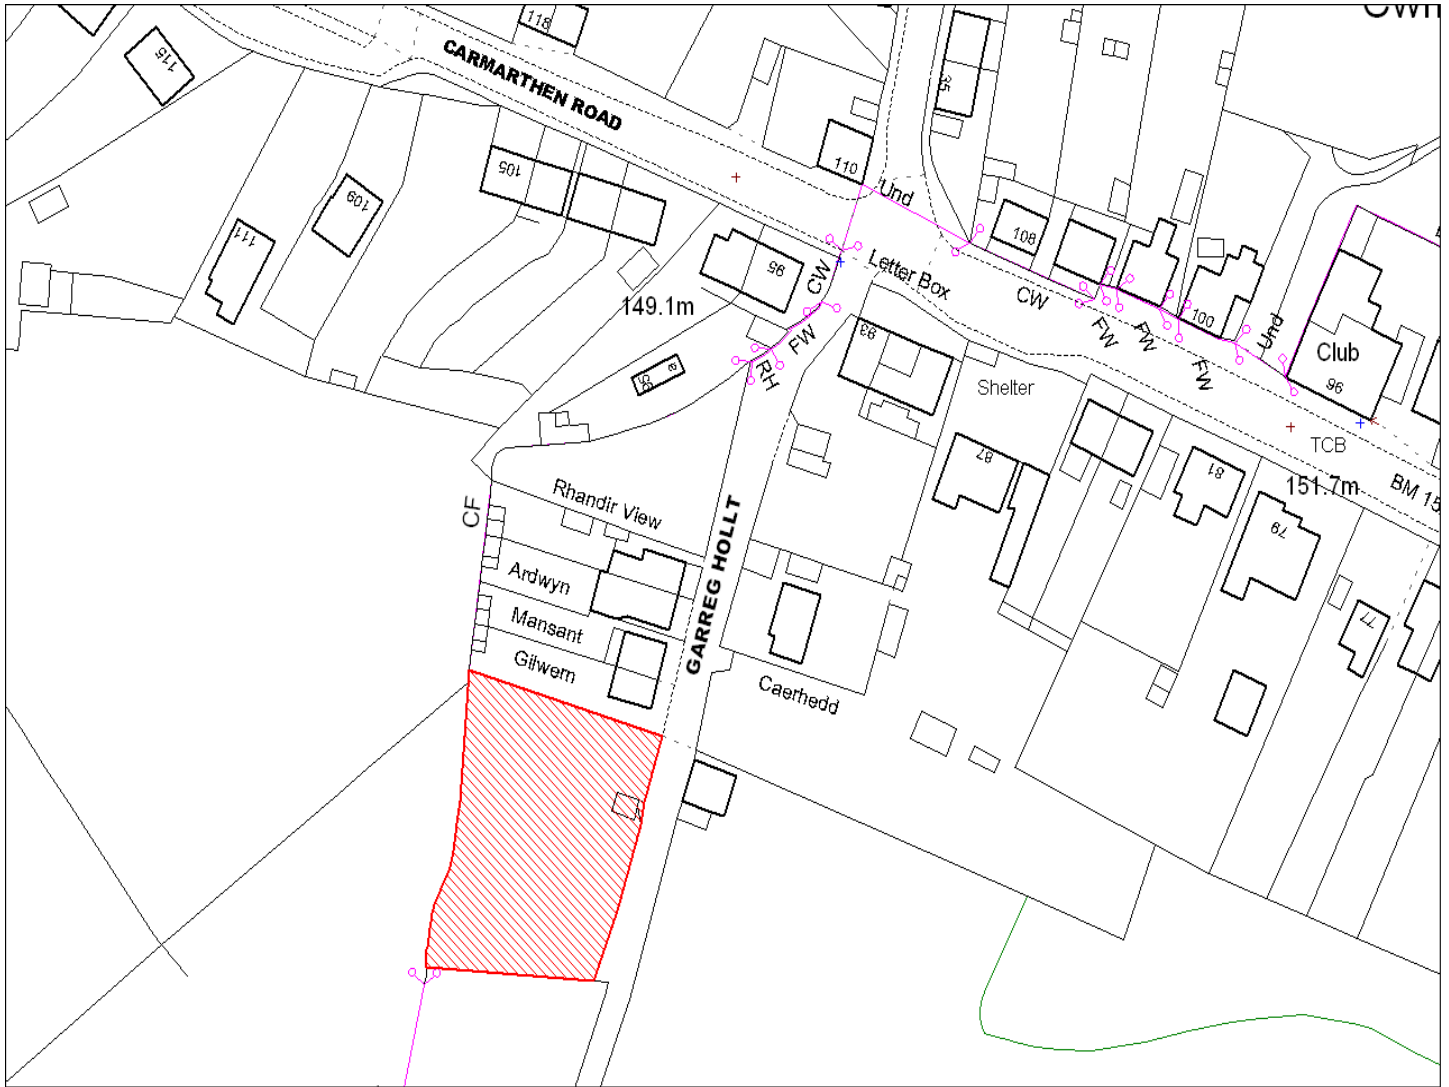 118
115
CARMARTHEN ROAD
35
105
110
Und
109
108
111
Letter Box
95
CW
CW
149.1m
100
Und
FW
FW
FW
FW
93
Club
RH
96
95a
Shelter
TCB
87
81
151.7m
BM 15
Rhandir View
CF
79
GARREG HOLLT
Ardwyn
Mansant
77
Gilwern
Caerhedd